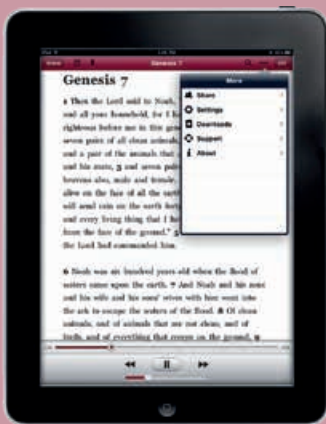 Genesis 7
More
Genesis 7
Share
1 Then the Lord said to Noah,
Settings
and all your household, for I
Downloads
righteous before me in this
Support
seven pairs of all clean animals,
About
and a pair of the animals that
and his mate, 3 and seven pairs
heavens also, male and female,
alive on the face of all the earth
will send rain on the earth forty
and every living thing that I
from the face of the ground."
the Lord had commanded him.
6 Noah was six hundred years old when the flood of
waters came upon the earth. 7 And Noah and his sons
and his wife and his sons' wives with him went into
the ark to escape the waters of the flood. 8 Of clean
animals, and of animals that are not clean, and of
birds, and of everything that creeps on the ground, 9